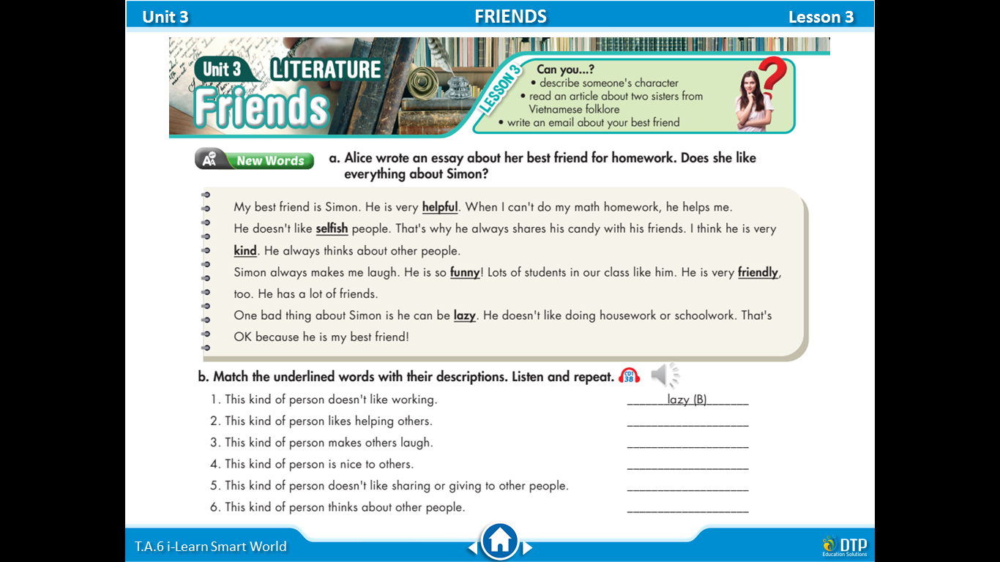 Unit 3
FRIENDS
Lesson 3
Unit 3 LITERATURE
Friends
LESSON 3
Can you...?
• describe someone's character
• read an article about two sisters from
Vietnamese folklore
• write an email about your best friend
New Words
a. Alice wrote an essay about her best friend for homework. Does she like
everything about Simon?
My best friend is Simon. He is very helpful. When I can't do my math homework, he helps me.
He doesn't like selfish people. That's why he always shares his candy with his friends. I think he is very
kind. He always thinks about other people.
Simon always makes me laugh. He is so funny! Lots of students in our class like him. He is very friendly,
too. He has a lot of friends.
One bad thing about Simon is he can be lazy. He doesn't like doing housework or schoolwork. That's
OK because he is my best friend!
b. Match the underlined words with their descriptions. Listen and repeat. CD1 38
1. This kind of person doesn't like working. lazy (B)
2. This kind of person likes helping others.
3. This kind of person makes others laugh.
4. This kind of person is nice to others.
5. This kind of person doesn't like sharing or giving to other people.
6. This kind of person thinks about other people.
T.A.6 i-Learn Smart World
DTP
Education Solutions